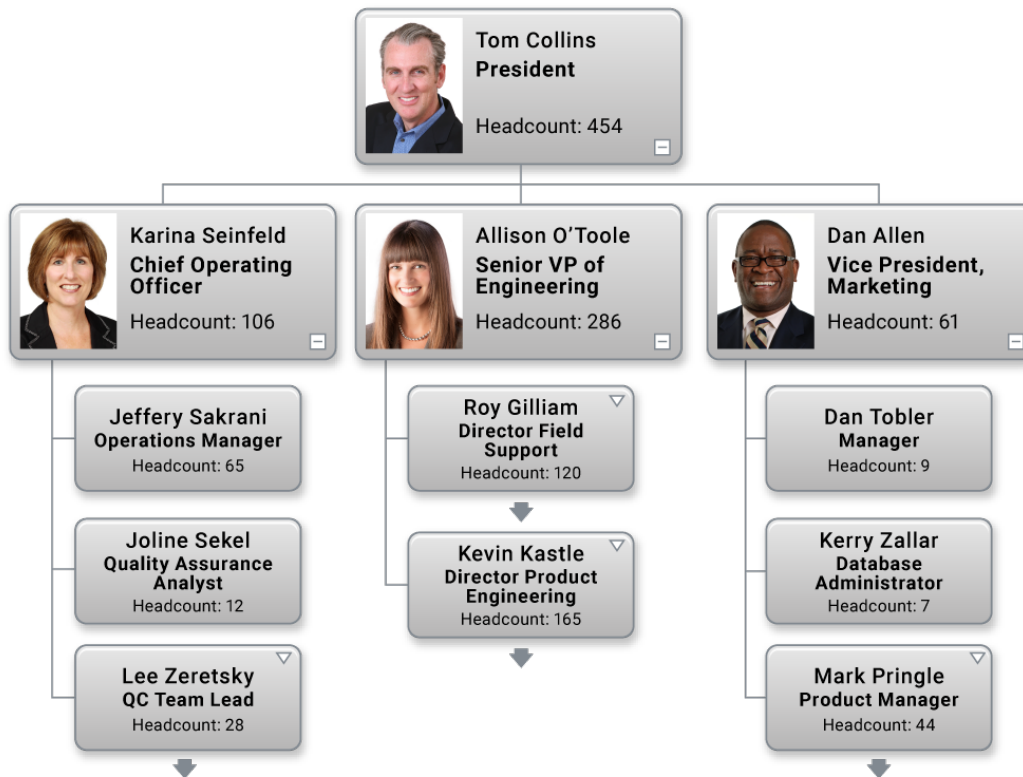 Tom Collins
President
Headcount: 454
Karina Seinfeld
Chief Operating
Officer
Headcount: 106
Allison O'Toole
Senior VP of
Engineering
Headcount: 286
Dan Allen
Vice President,
Marketing
Headcount: 61
Jeffery Sakrani
Operations Manager
Headcount: 65
Joline Sekel
Quality Assurance
Analyst
Headcount: 12
Lee Zeretsky
QC Team Lead
Headcount: 28
Roy Gilliam
Director Field
Support
Headcount: 120
Kevin Kastle
Director Product
Engineering
Headcount: 165
Dan Tobler
Manager
Headcount: 9
Kerry Zallar
Database
Administrator
Headcount: 7
Mark Pringle
Product Manager
Headcount: 44